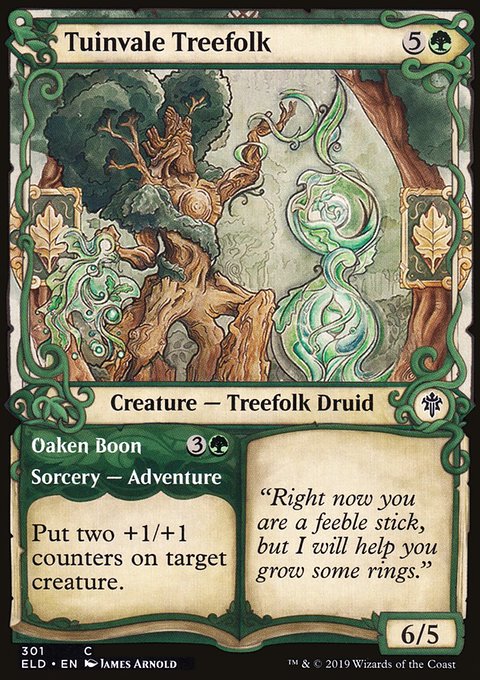 Tuinvale Treefolk 5
Creature — Treefolk Druid
Oaken Boon 3
Sorcery — Adventure
Put two +1/+1
counters on target
creature.
“Right now you
are a feeble stick,
but I will help you
grow some rings.”
6/5
301 C
ELD • EN James Arnold
™ & © 2019 Wizards of the Coast